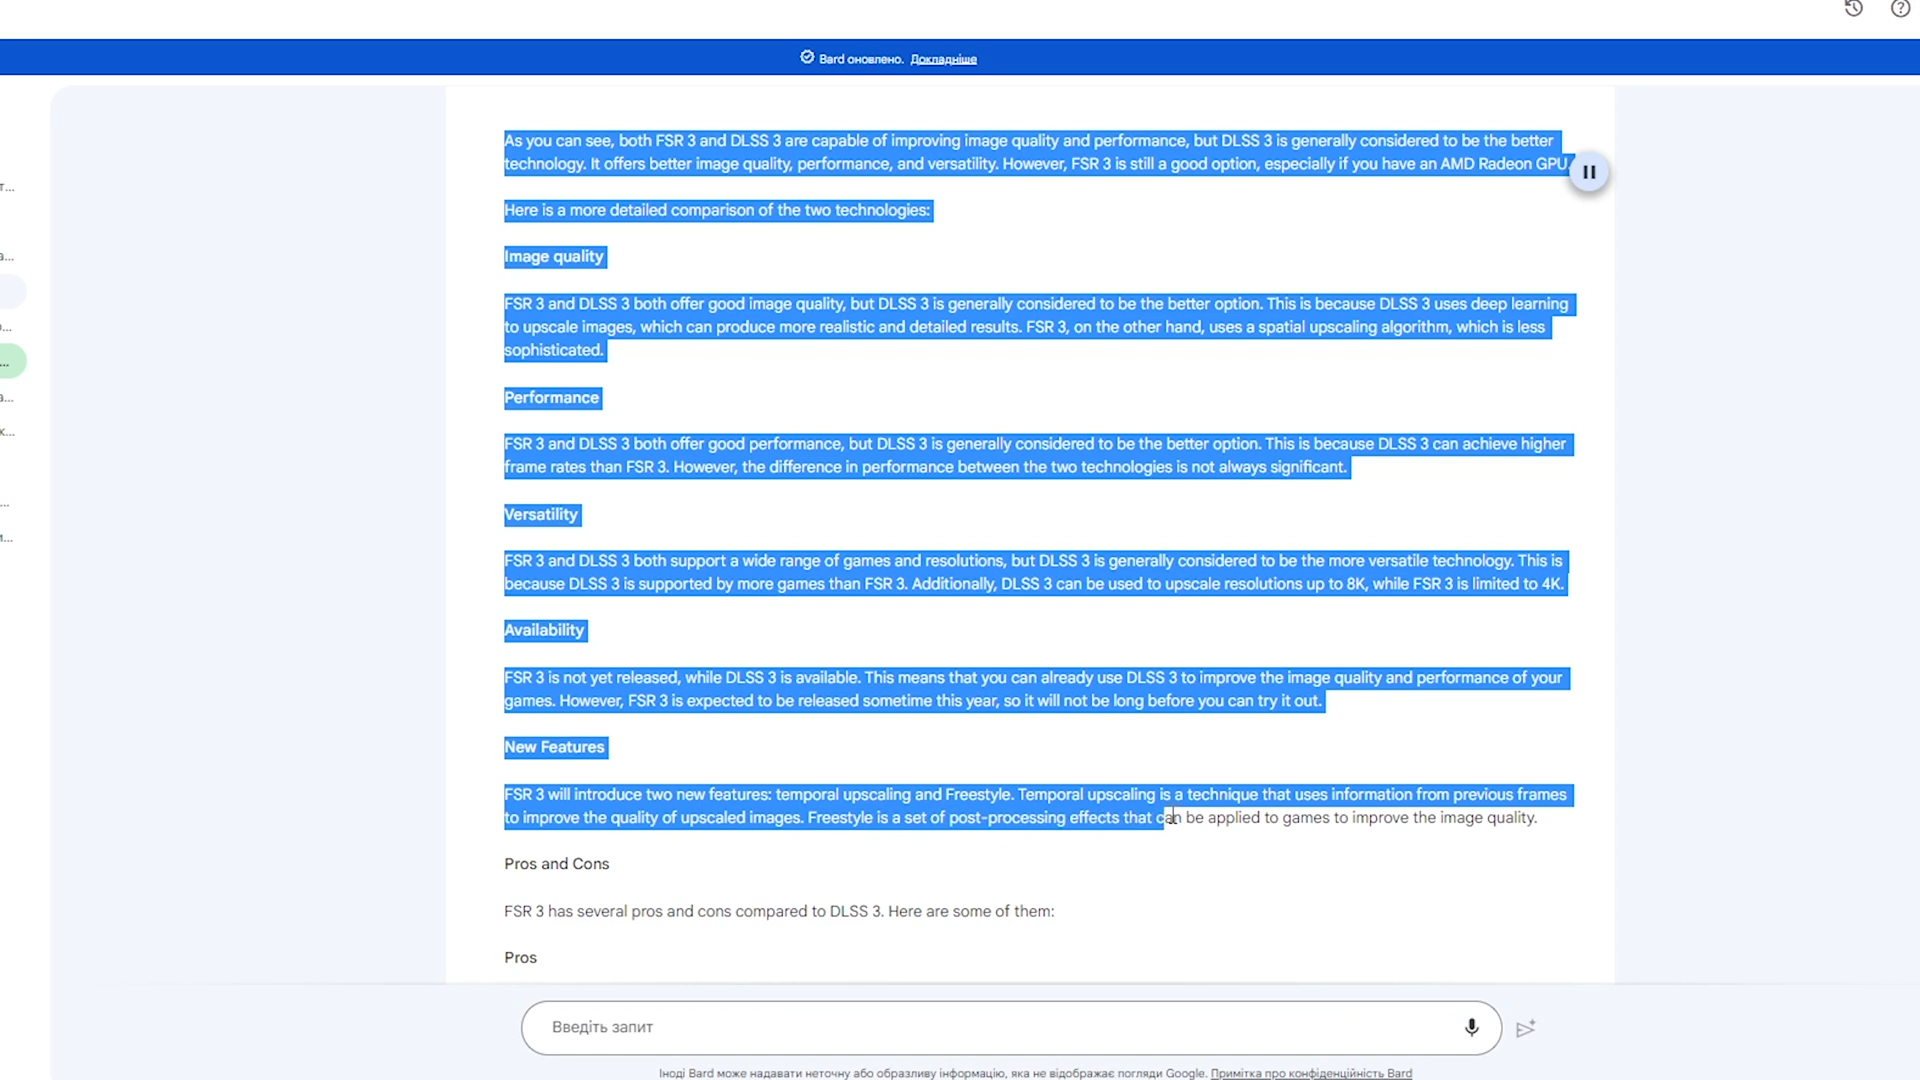 Bard оновлено. Докладніше
As you can see, both FSR 3 and DLSS 3 are capable of improving image quality and performance, but DLSS 3 is generally considered to be the better
technology. It offers better image quality, performance, and versatility. However, FSR 3 is still a good option, especially if you have an AMD Radeon GPU.
Here is a more detailed comparison of the two technologies:
Image quality
FSR 3 and DLSS 3 both offer good image quality, but DLSS 3 is generally considered to be the better option. This is because DLSS 3 uses deep learning
to upscale images, which can produce more realistic and detailed results. FSR 3, on the other hand, uses a spatial upscaling algorithm, which is less
sophisticated.
Performance
FSR 3 and DLSS 3 both offer good performance, but DLSS 3 is generally considered to be the better option. This is because DLSS 3 can achieve higher
frame rates than FSR 3. However, the difference in performance between the two technologies is not always significant.
Versatility
FSR 3 and DLSS 3 both support a wide range of games and resolutions, but DLSS 3 is generally considered to be the more versatile technology. This is
because DLSS 3 is supported by more games than FSR 3. Additionally, DLSS 3 can be used to upscale resolutions up to 8K, while FSR 3 is limited to 4K.
Availability
FSR 3 is not yet released, while DLSS 3 is available. This means that you can already use DLSS 3 to improve the image quality and performance of your
games. However, FSR 3 is expected to be released sometime this year, so it will not be long before you can try it out.
New Features
FSR 3 will introduce two new features: temporal upscaling and Freestyle. Temporal upscaling is a technique that uses information from previous frames
to improve the quality of upscaled images. Freestyle is a set of post-processing effects that can be applied to games to improve the image quality.
Pros and Cons
FSR 3 has several pros and cons compared to DLSS 3. Here are some of them:
Pros
Введіть запит
Іноді Bard може надавати неточну або образливу інформацію, яка не відображає погляди Google. Примітка про конфіденційність Bard